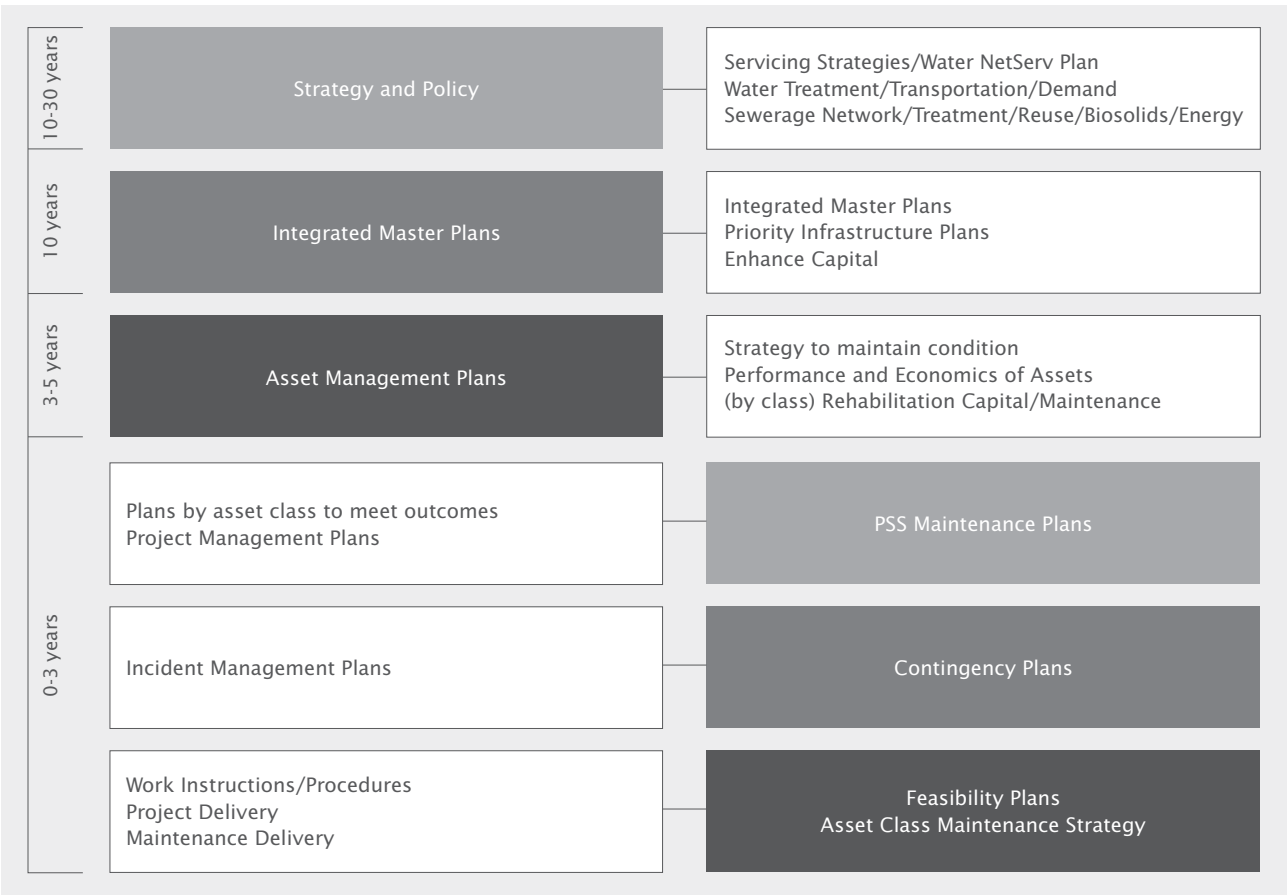 10-30 years
Strategy and Policy
Servicing Strategies/Water NetServ Plan
Water Treatment/Transportation/Demand
Sewerage Network/Treatment/Reuse/Biosolids/Energy
10 years
Integrated Master Plans
Integrated Master Plans
Priority Infrastructure Plans
Enhance Capital
3-5 years
Asset Management Plans
Strategy to maintain condition
Performance and Economics of Assets
(by class) Rehabilitation Capital/Maintenance
0-3 years
Plans by asset class to meet outcomes
Project Management Plans
PSS Maintenance Plans
Incident Management Plans
Contingency Plans
Work Instructions/Procedures
Project Delivery
Maintenance Delivery
Feasibility Plans
Asset Class Maintenance Strategy